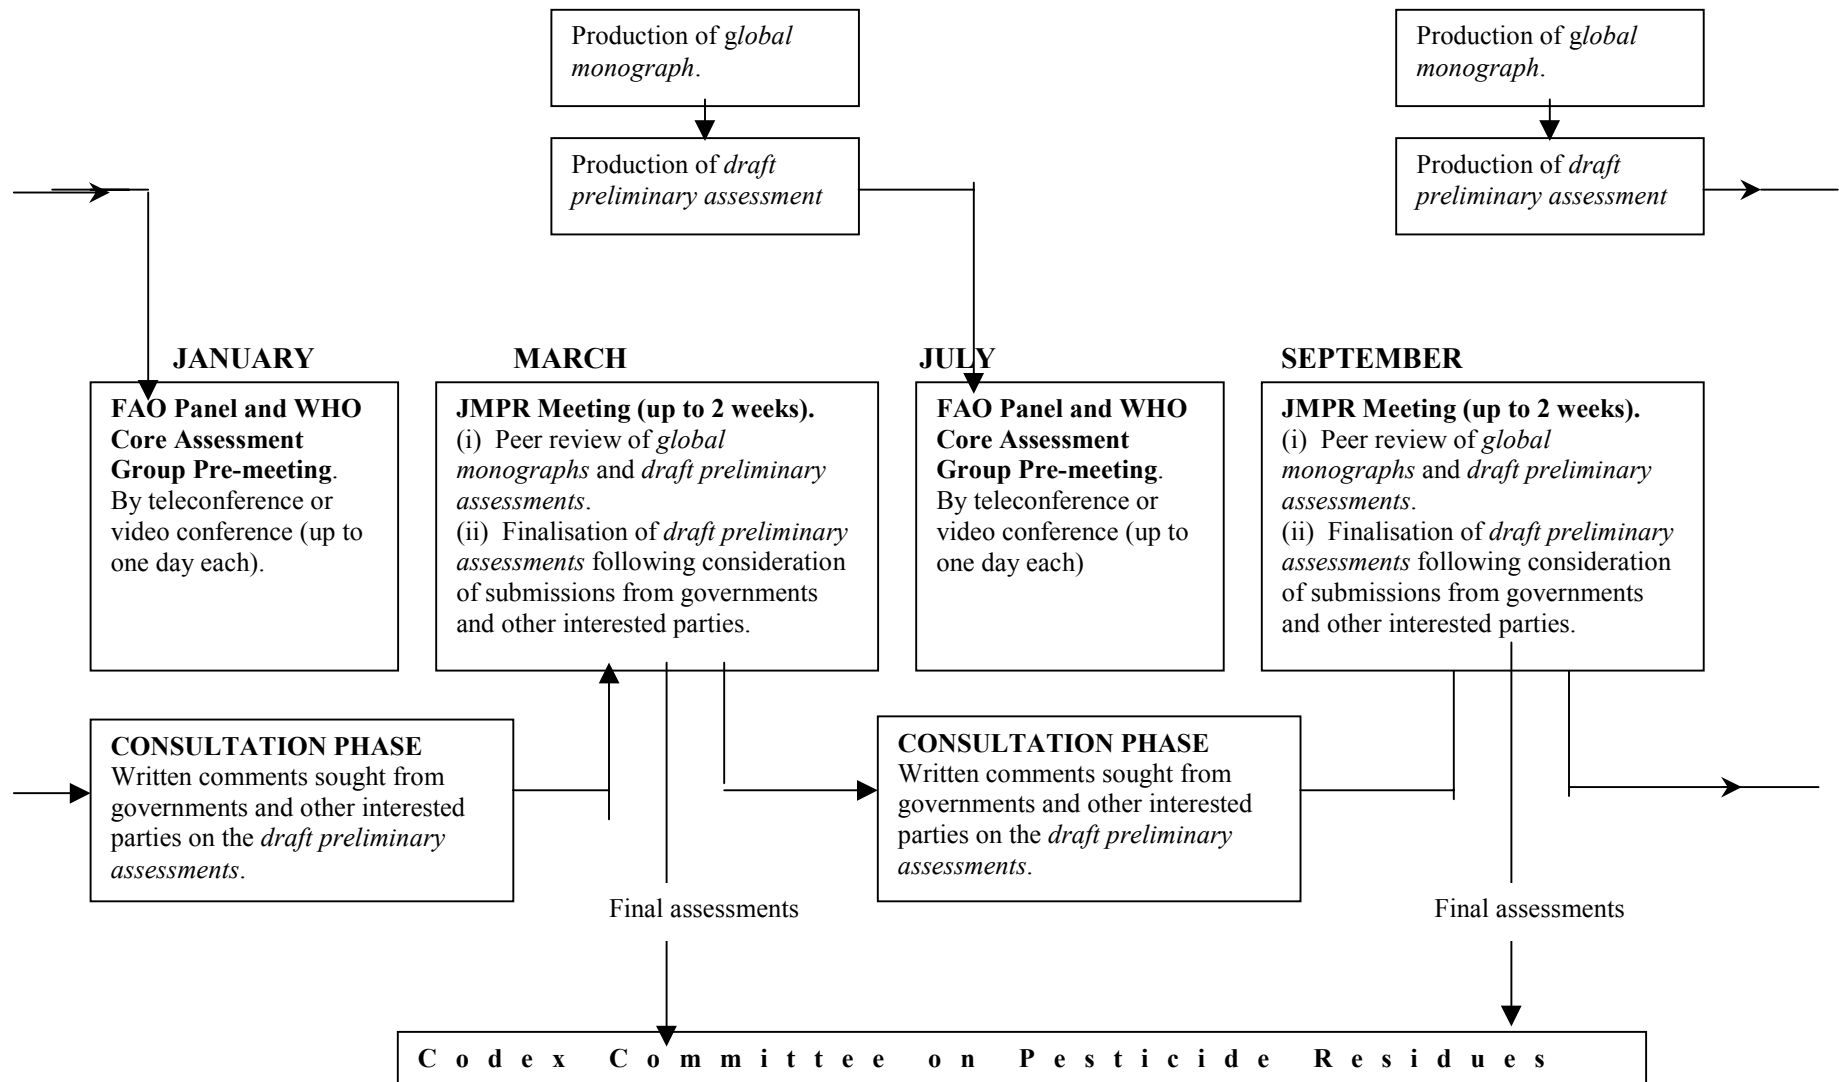 Production of global
monograph.
Production of global
monograph.
Production of draft
preliminary assessment
Production of draft
preliminary assessment
JANUARY
MARCH
JULY
SEPTEMBER
FAO Panel and WHO
Core Assessment
Group Pre-meeting.
By teleconference or
video conference (up to
one day each).
JMPR Meeting (up to 2 weeks).
(i) Peer review of global
monographs and draft preliminary
assessments.
(ii) Finalisation of draft preliminary
assessments following consideration
of submissions from governments
and other interested parties.
FAO Panel and WHO
Core Assessment
Group Pre-meeting.
By teleconference or
video conference (up to
one day each)
JMPR Meeting (up to 2 weeks).
(i) Peer review of global
monographs and draft preliminary
assessments.
(ii) Finalisation of draft preliminary
assessments following consideration
of submissions from governments
and other interested parties.
CONSULTATION PHASE
Written comments sought from
governments and other interested
parties on the draft preliminary
assessments.
CONSULTATION PHASE
Written comments sought from
governments and other interested
parties on the draft preliminary
assessments.
Final assessments
Final assessments
Codex Committee on Pesticide Residues